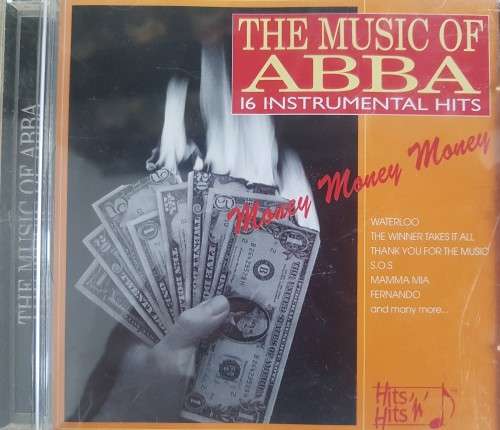 THE MUSIC OF ABBA
THE MUSIC OF
ABBA
16 INSTRUMENTAL HITS
Money Money Money
WATERLOO
THE WINNER TAKES IT ALL
THANK YOU FOR THE MUSIC
S.O.S
MAMMA MIA
FERNANDO
and many more...
Hits n'
Hits